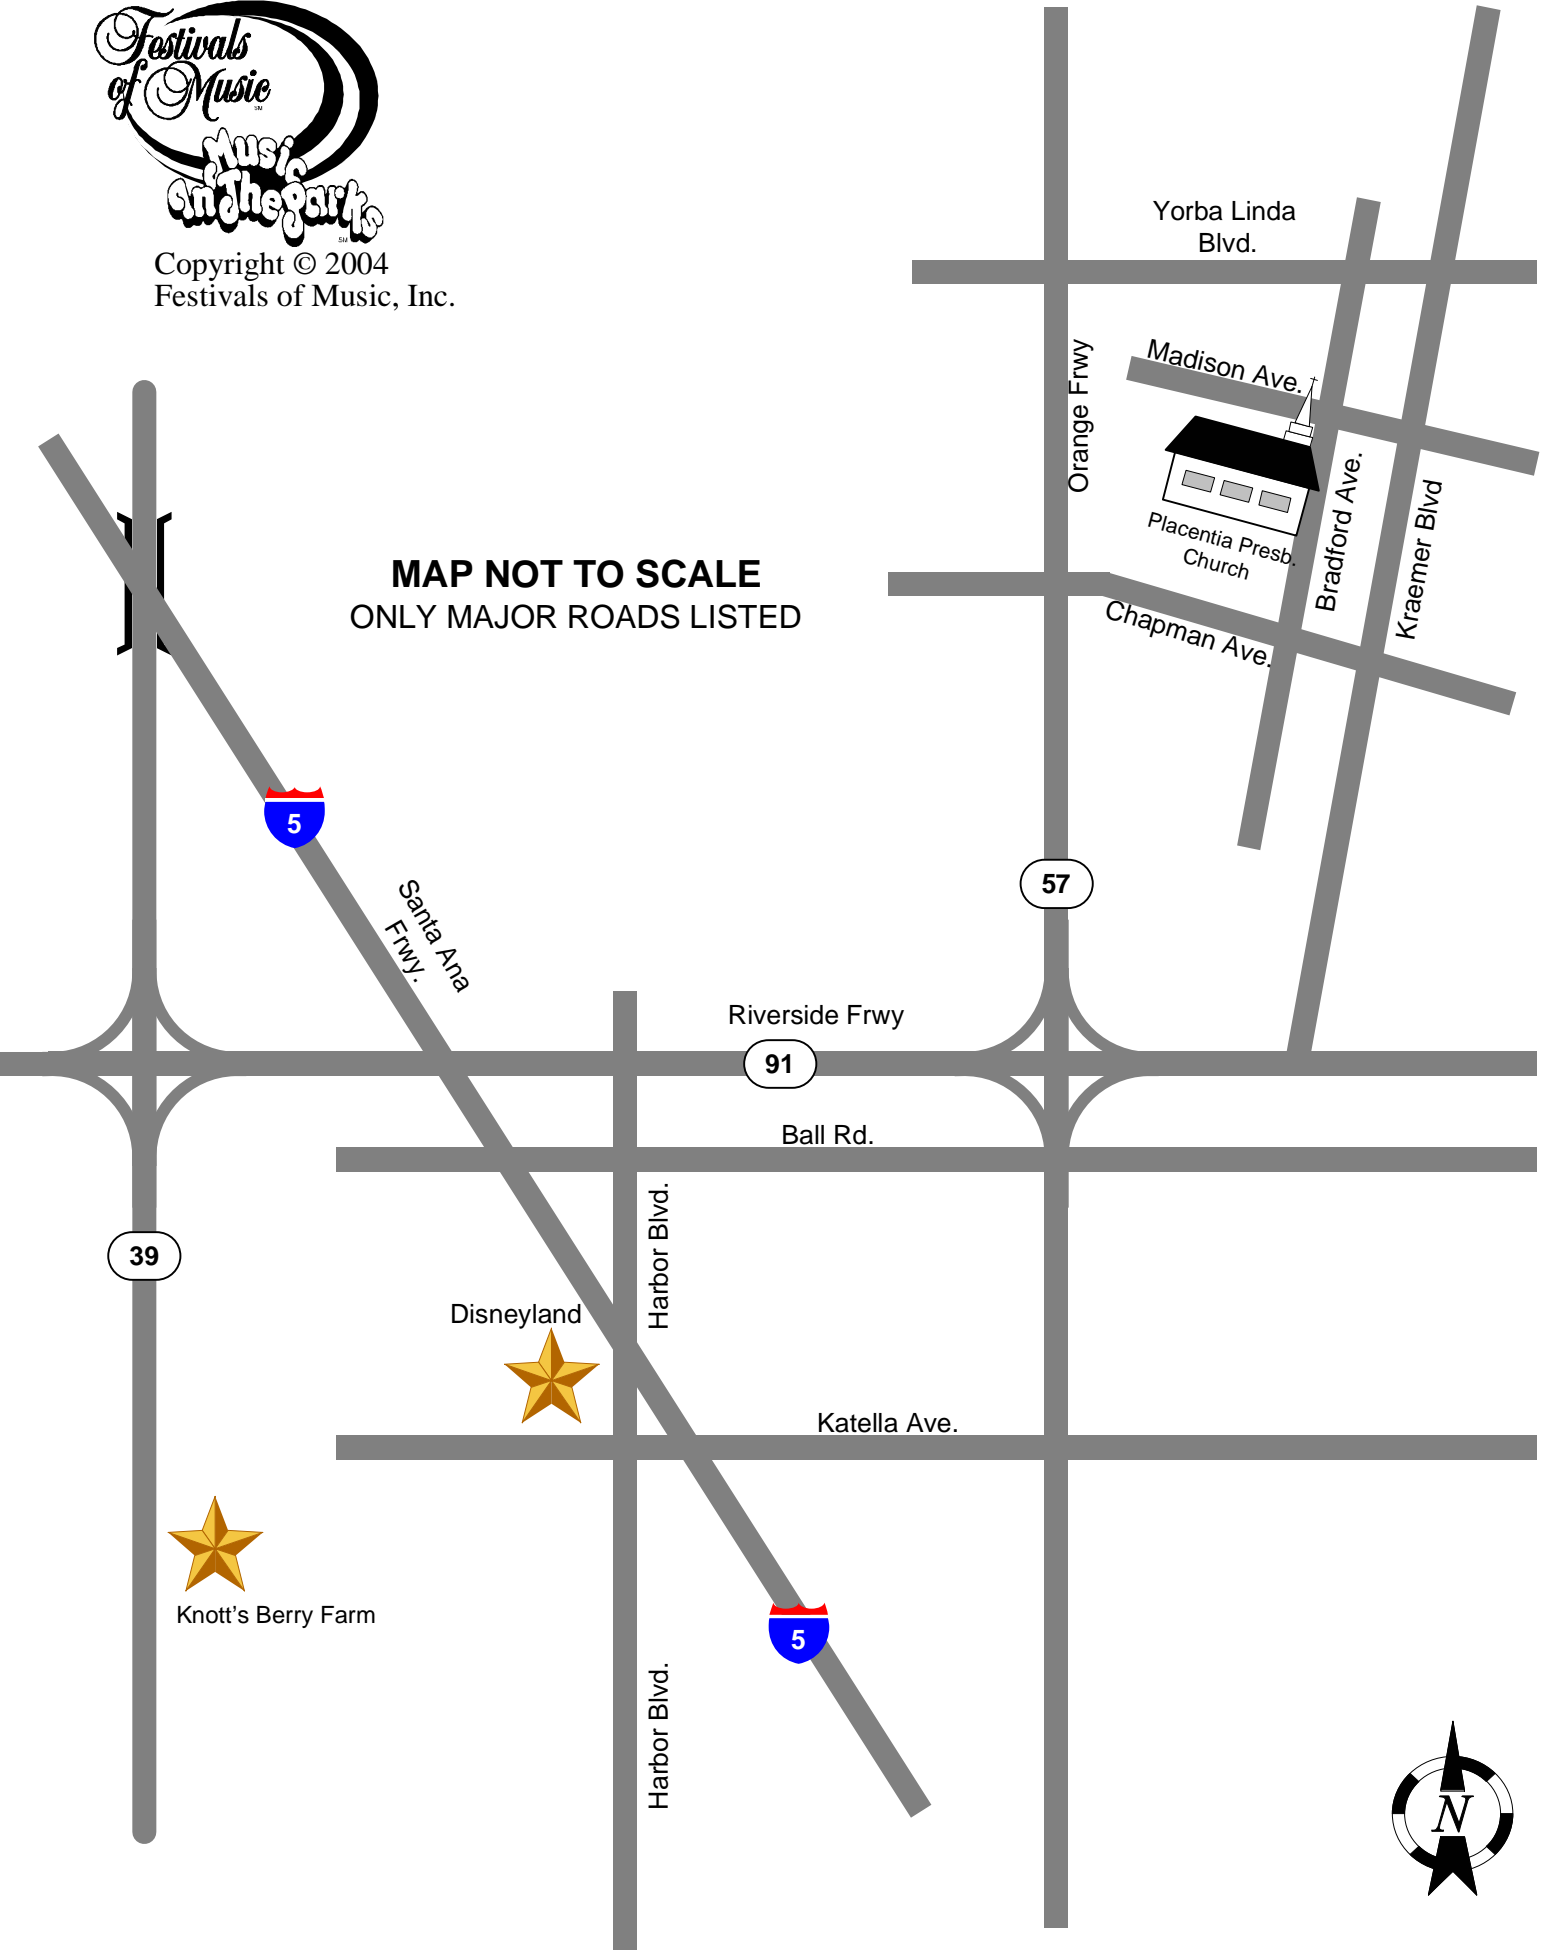 Festivals
of Music
SM
Music
In The Parks
SM
Copyright © 2004
Festivals of Music, Inc.
Yorba Linda
Blvd.
Madison Ave.
Orange Frwy
Placentia Presb.
Church
Bradford Ave.
Kraemer Blvd
Chapman Ave.
MAP NOT TO SCALE
ONLY MAJOR ROADS LISTED
5
Santa Ana
Frwy.
57
Riverside Frwy
91
Ball Rd.
Harbor Blvd.
39
Disneyland
Katella Ave.
Knott's Berry Farm
5
Harbor Blvd.
N